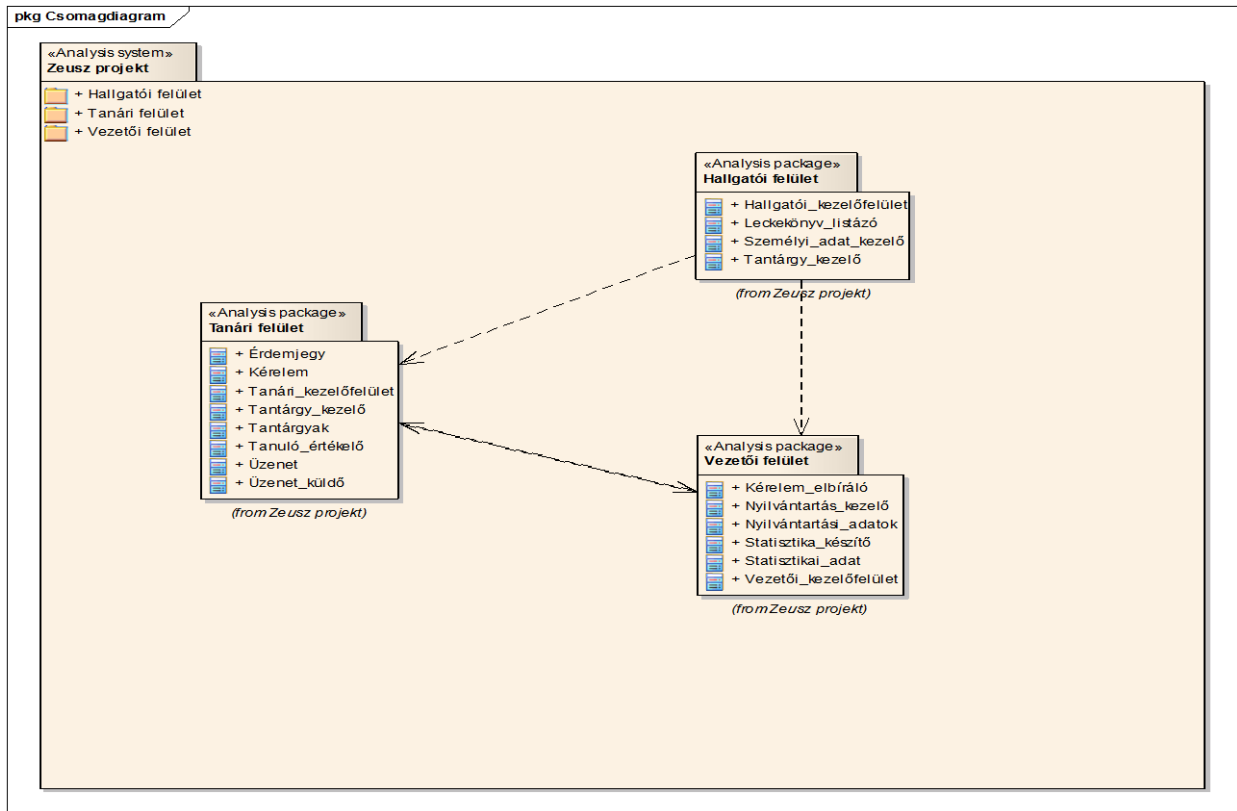 pkg Csomagdiagram
«Analysis system»
Zeusz projekt
+ Hallgatói felület
+ Tanári felület
+ Vezetői felület
«Analysis package»
Hallgatói felület
+ Hallgatói_kezelőfelület
+ Leckekönyv_listázó
+ Személyi_adat_kezelő
+ Tantárgy_kezelő
(from Zeusz projekt)
«Analysis package»
Tanári felület
+ Érdemjegy
+ Kérelem
+ Tanári_kezelőfelület
+ Tantárgy_kezelő
+ Tantárgyak
+ Tanuló_értékelő
+ Üzenet
+ Üzenet_küldő
(from Zeusz projekt)
«Analysis package»
Vezetői felület
+ Kérelem_elbíráló
+ Nyilvántartás_kezelő
+ Nyilvántartási_adatok
+ Statisztika_készítő
+ Statisztikai_adat
+ Vezetői_kezelőfelület
(from Zeusz projekt)